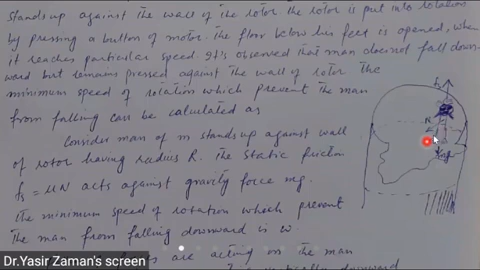 stands up against the wall of the rotor the rotor is put into rotation
by pressing a button of motor. The floor below his feet is opened, when
it reaches particular speed. It's observed that man doesnot fall down-
ward but remains pressed against the wall of rotor the
minimum speed of rotation which prevent the man
from falling can be calculated as
Consider man of m stands up against wall
of rotor having radius R. the static friction
fs = μN acts against gravity force mg.
the minimum speed of rotation which prevent
the man from falling downward is ω.
are acting on the man
vertically downward
fs
N
mg
Dr.Yasir Zaman's screen